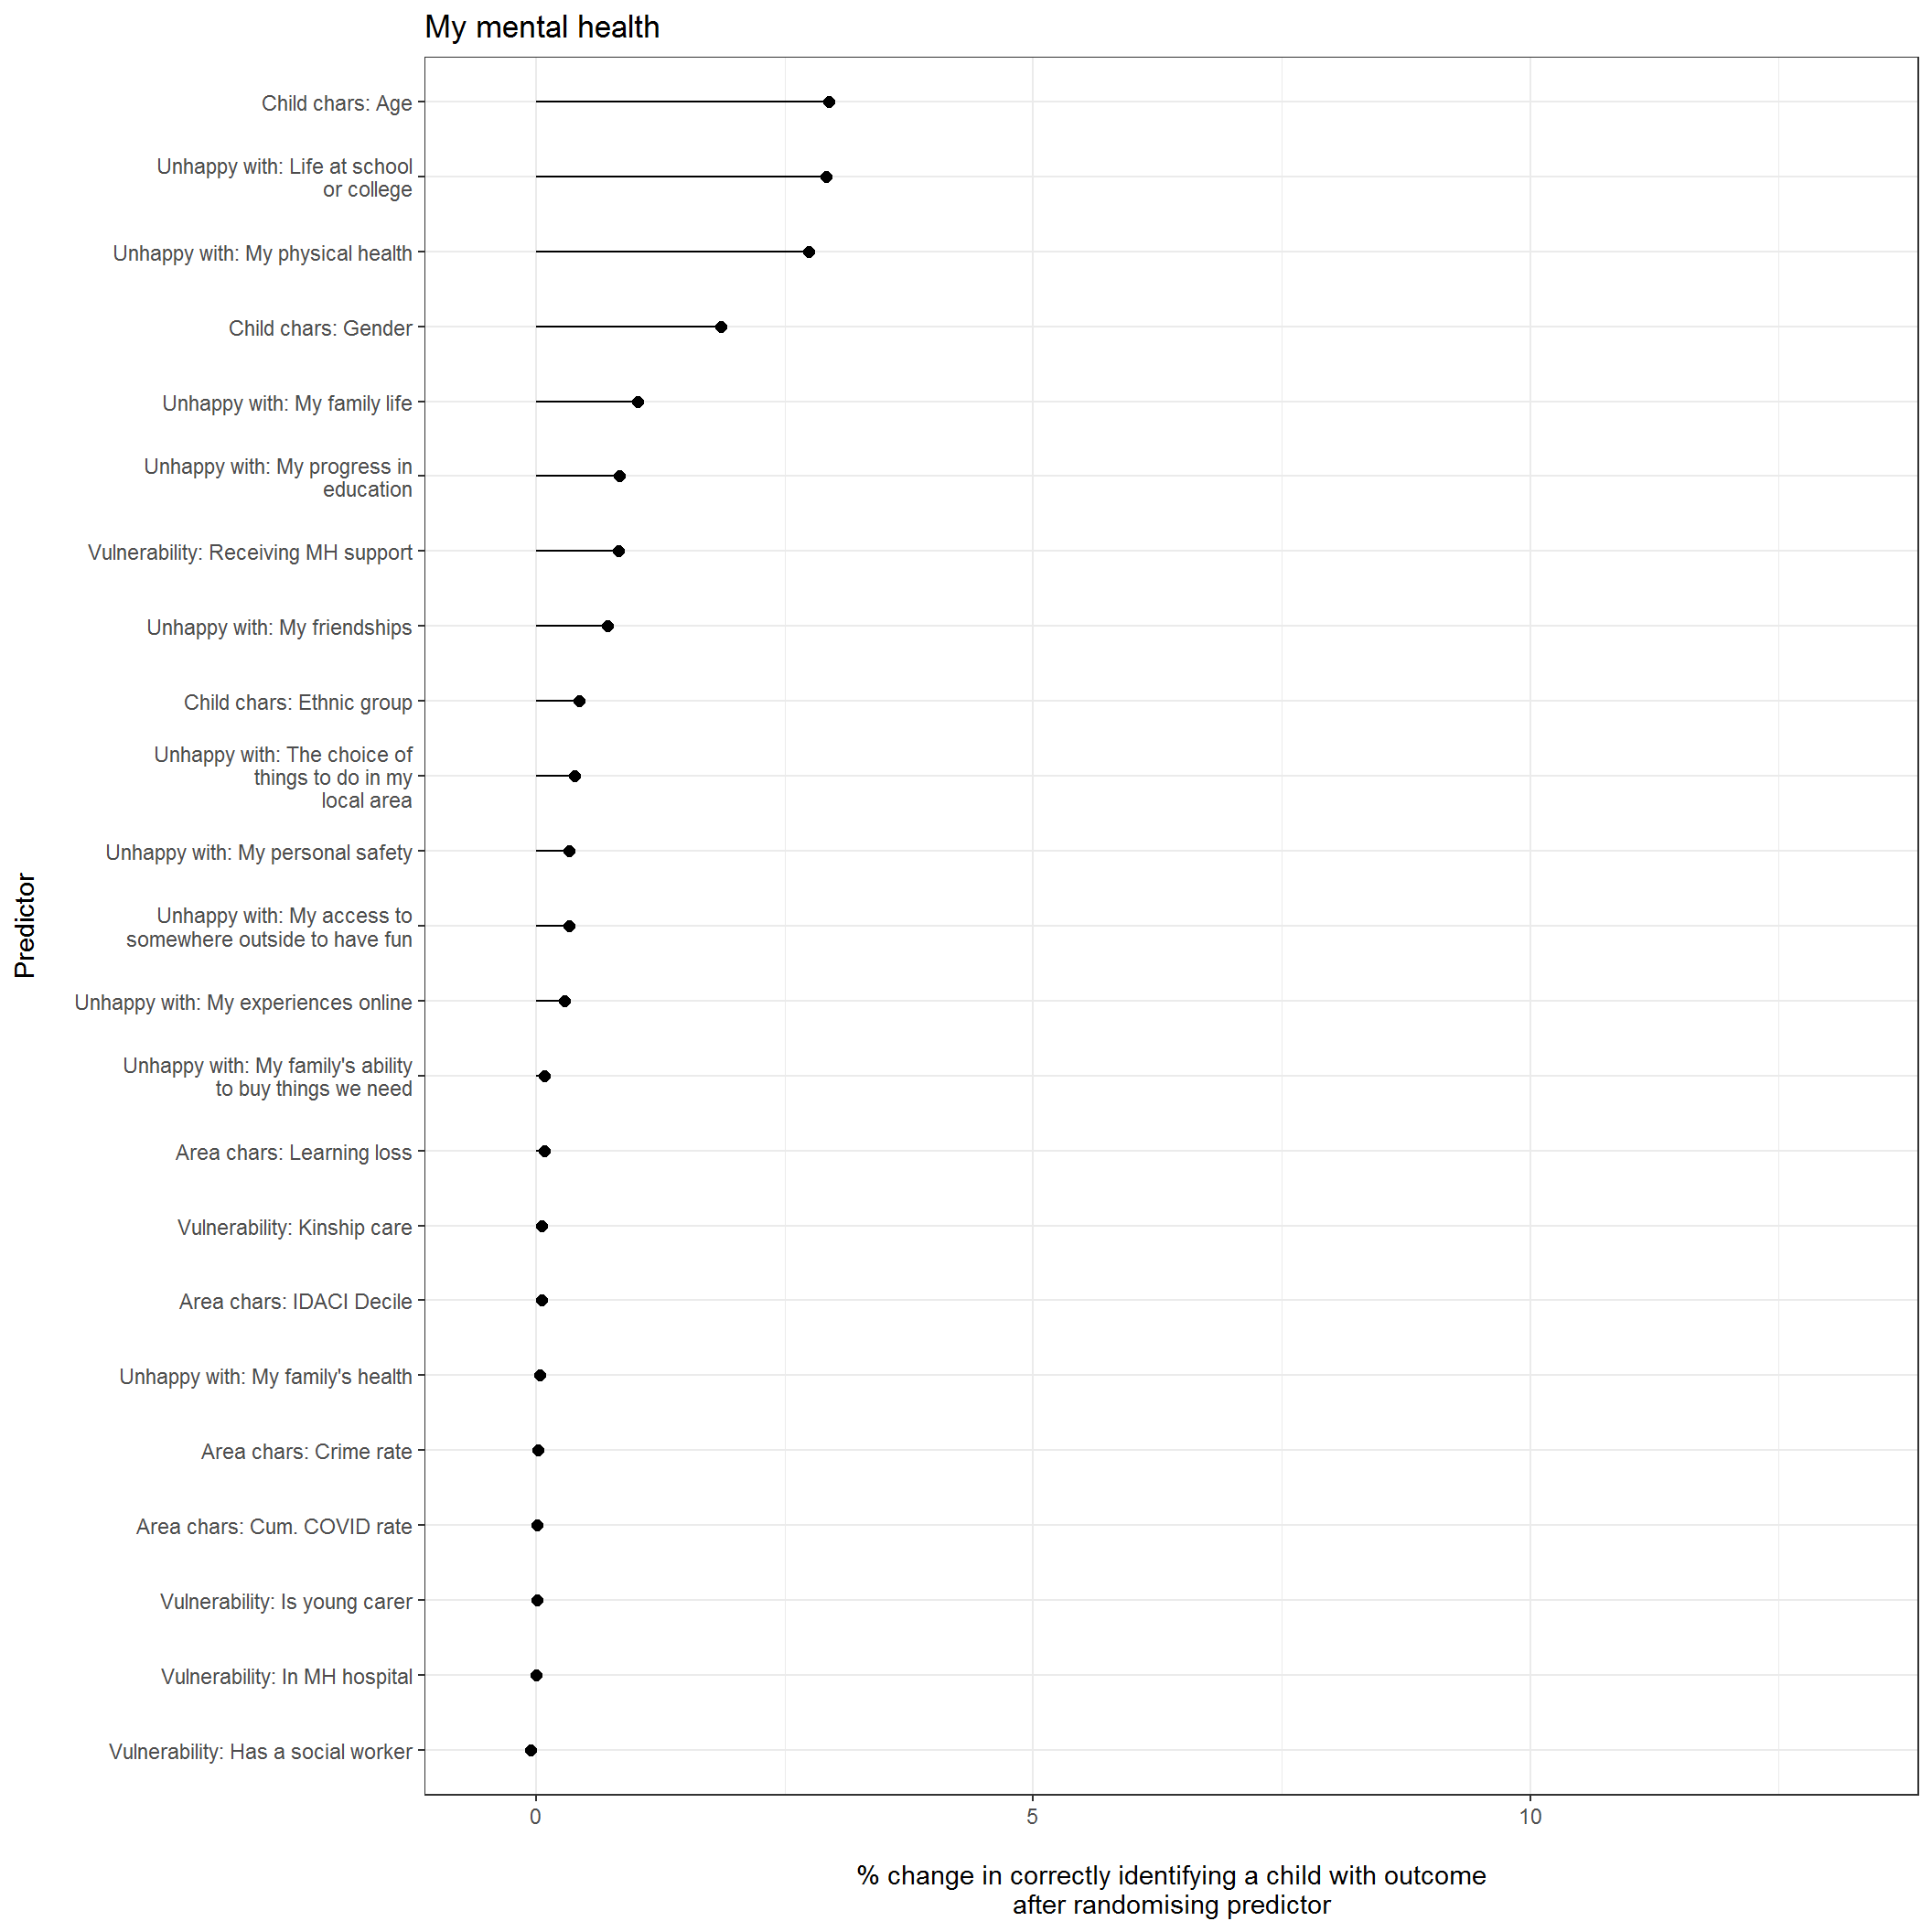 My mental health
Child chars: Age
Unhappy with: Life at school
or college
Unhappy with: My physical health
Child chars: Gender
Unhappy with: My family life
Unhappy with: My progress in
education
Vulnerability: Receiving MH support
Unhappy with: My friendships
Child chars: Ethnic group
Unhappy with: The choice of
things to do in my
local area
Unhappy with: My personal safety
Unhappy with: My access to
somewhere outside to have fun
Unhappy with: My experiences online
Unhappy with: My family's ability
to buy things we need
Area chars: Learning loss
Vulnerability: Kinship care
Area chars: IDACI Decile
Unhappy with: My family's health
Area chars: Crime rate
Area chars: Cum. COVID rate
Vulnerability: Is young carer
Vulnerability: In MH hospital
Vulnerability: Has a social worker
Predictor
0 5 10
% change in correctly identifying a child with outcome
after randomising predictor